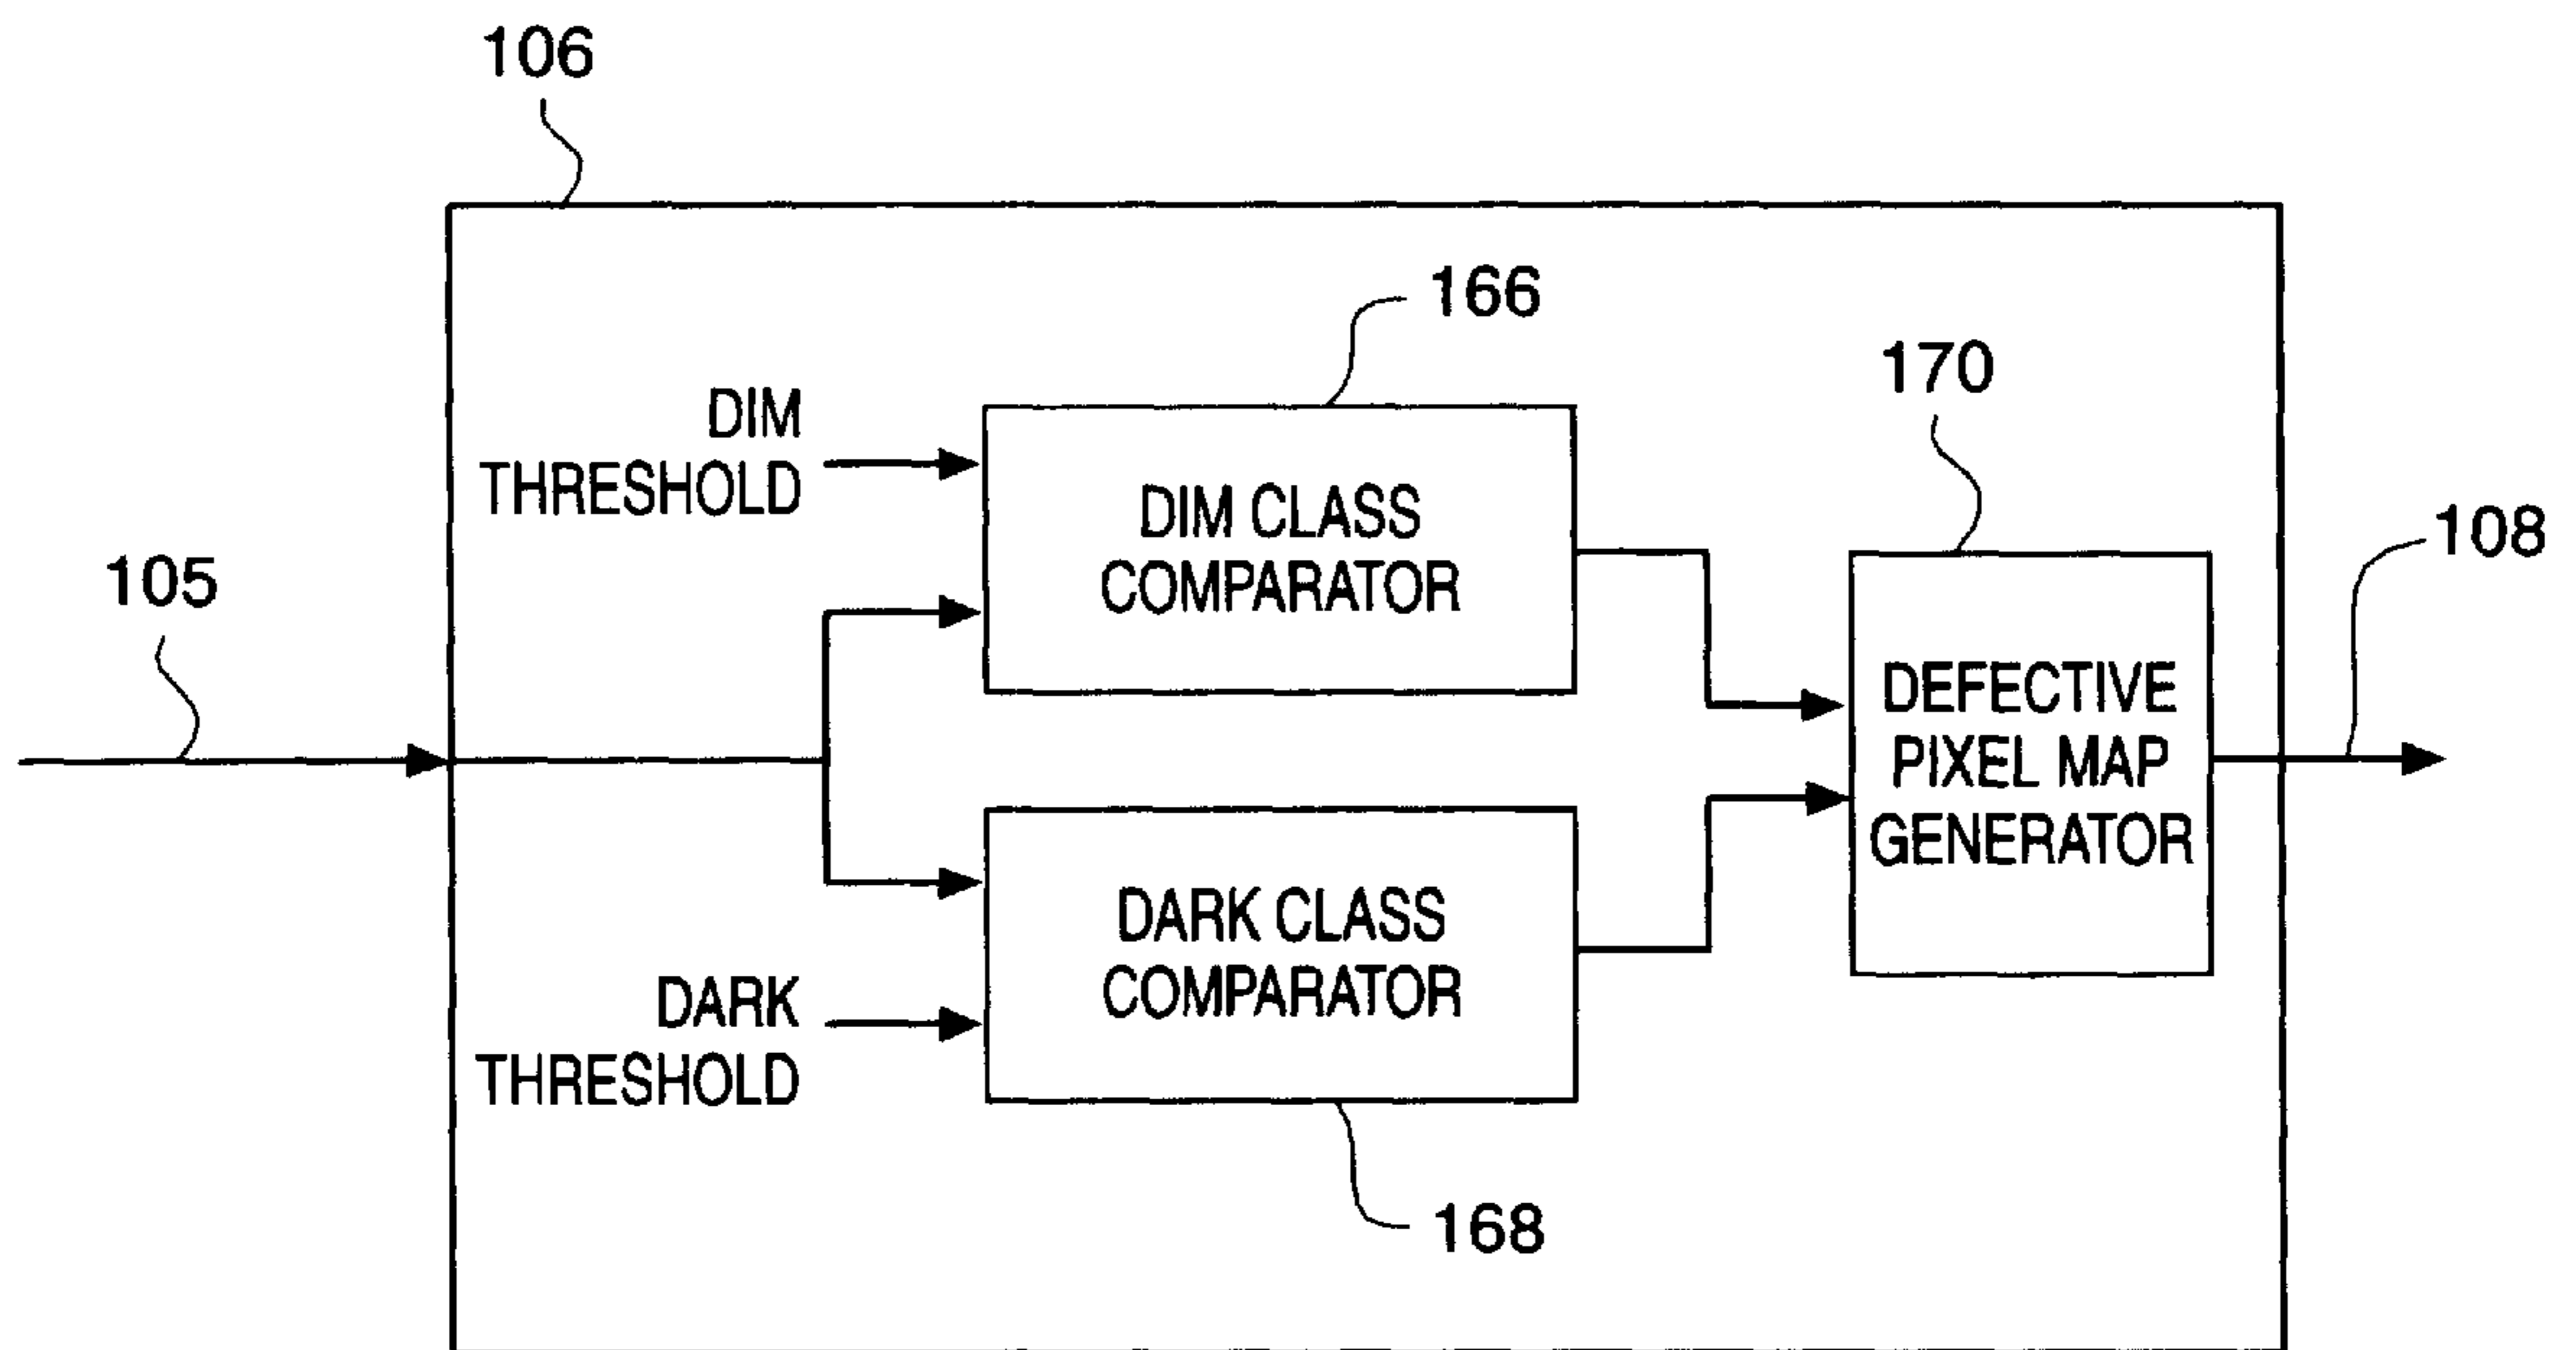 106
166
170
108
105
DIM
THRESHOLD
DIM CLASS
COMPARATOR
DEFECTIVE
PIXEL MAP
GENERATOR
DARK CLASS
COMPARATOR
DARK
THRESHOLD
168